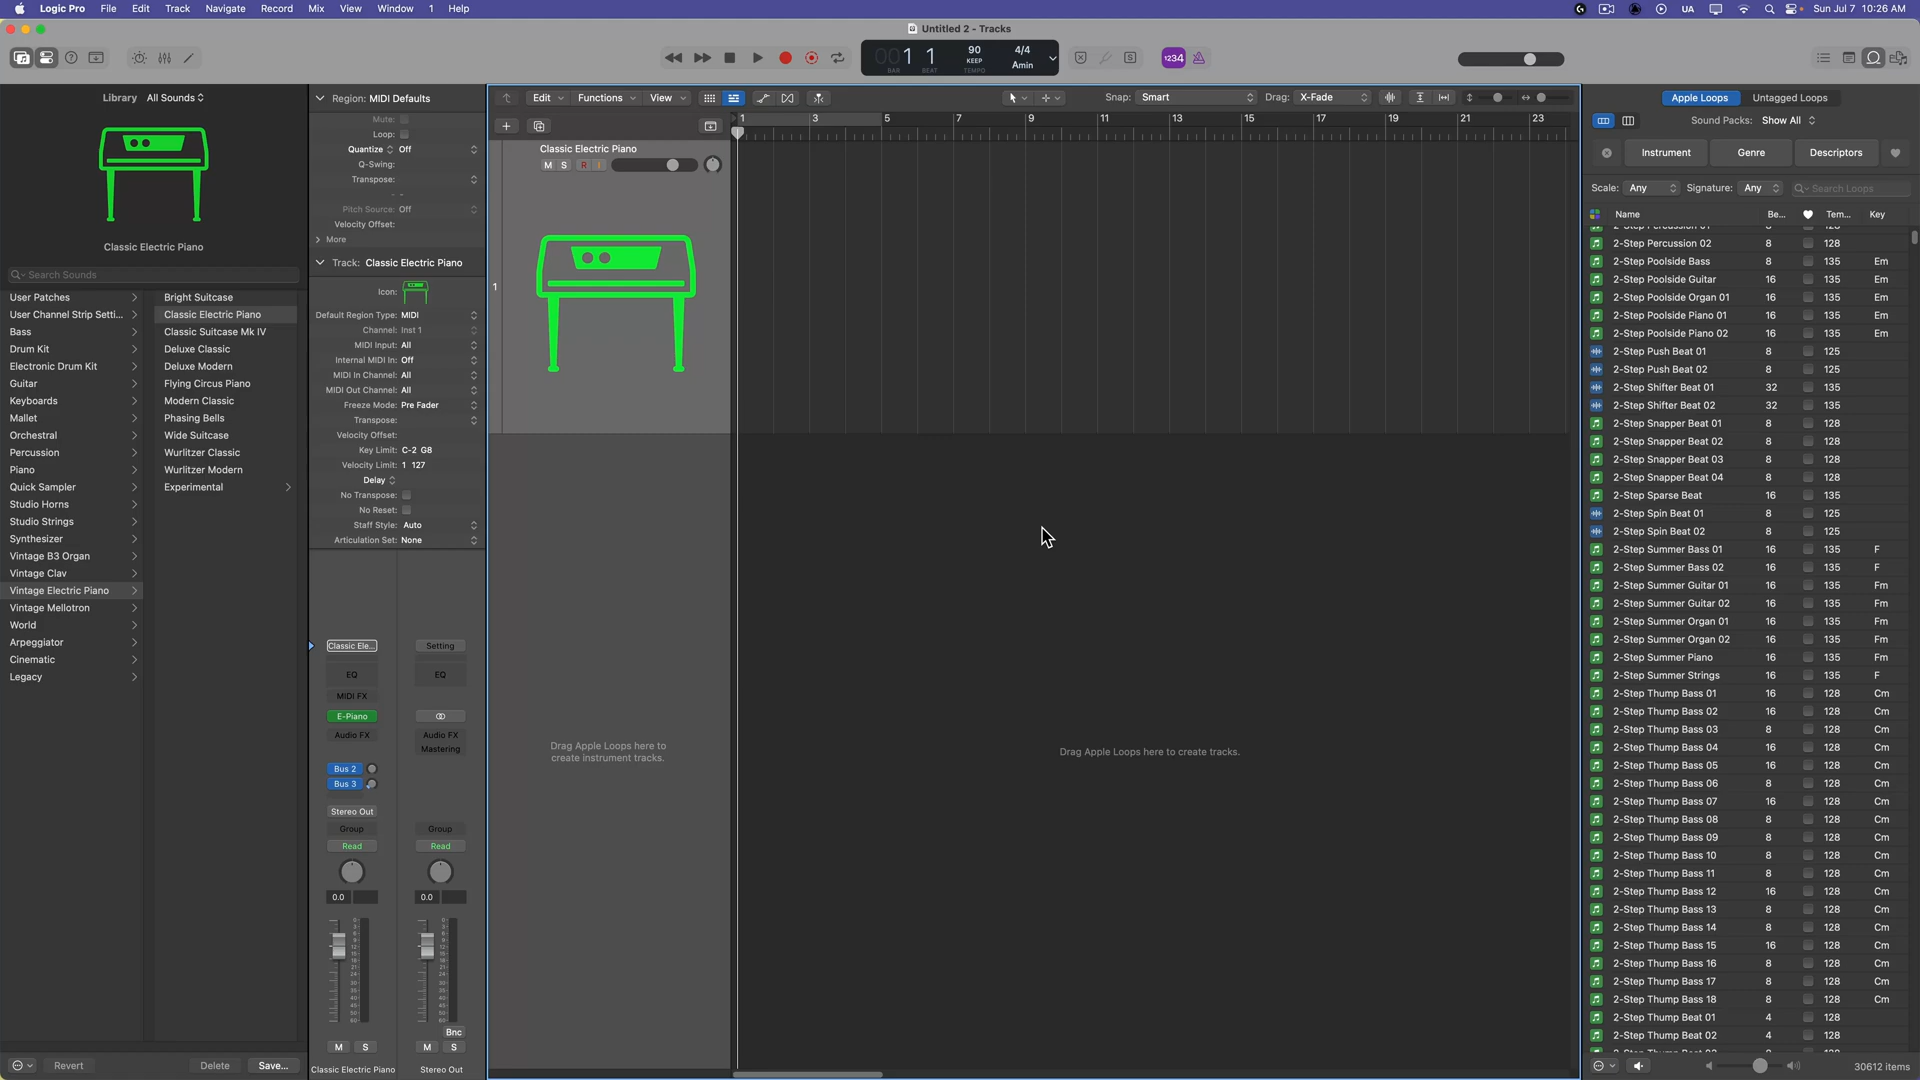 Logic Pro File Edit Track Navigate Record Mix View Window 1 Help
UA Sun Jul 7 10:26 AM
Untitled 2 - Tracks
001 1 90 4/4
KEEP Amin
BAR BEAT TEMPO
S 1234
Library All Sounds
Classic Electric Piano
Search Sounds
User Patches
User Channel Strip Setti...
Bass
Drum Kit
Electronic Drum Kit
Guitar
Keyboards
Mallet
Orchestral
Percussion
Piano
Quick Sampler
Studio Horns
Studio Strings
Synthesizer
Vintage B3 Organ
Vintage Clav
Vintage Electric Piano
Vintage Mellotron
World
Arpeggiator
Cinematic
Legacy
Bright Suitcase
Classic Electric Piano
Classic Suitcase Mk IV
Deluxe Classic
Deluxe Modern
Flying Circus Piano
Modern Classic
Phasing Bells
Wide Suitcase
Wurlitzer Classic
Wurlitzer Modern
Experimental
Revert Delete Save...
Region: MIDI Defaults
Mute:
Loop:
Quantize Off
Q-Swing:
Transpose:
Pitch Source: Off
Velocity Offset:
More
Track: Classic Electric Piano
Icon:
Default Region Type: MIDI
Channel: Inst 1
MIDI Input: All
Internal MIDI In: Off
MIDI In Channel: All
MIDI Out Channel: All
Freeze Mode: Pre Fader
Transpose:
Velocity Offset:
Key Limit: C-2 G8
Velocity Limit: 1 127
Delay
No Transpose:
No Reset:
Staff Style: Auto
Articulation Set: None
Classic Ele... Setting
EQ EQ
MIDI FX
E-Piano
Audio FX Audio FX
Mastering
Bus 2
Bus 3
Stereo Out
Group Group
Read Read
0.0 0.0
Bnc
M S M S
Classic Electric Piano Stereo Out
Edit Functions View Snap: Smart Drag: X-Fade
1 3 5 7 9 11 13 15 17 19 21 23
Classic Electric Piano
M S R I
1
Drag Apple Loops here to
create instrument tracks.
Drag Apple Loops here to create tracks.
Apple Loops Untagged Loops
Sound Packs: Show All
Instrument Genre Descriptors
Scale: Any Signature: Any Search Loops
Name Be... Tem... Key
2-Step Percussion 01 8 128
2-Step Percussion 02 8 128
2-Step Poolside Bass 8 135 Em
2-Step Poolside Guitar 16 135 Em
2-Step Poolside Organ 01 16 135 Em
2-Step Poolside Piano 01 16 135 Em
2-Step Poolside Piano 02 16 135 Em
2-Step Push Beat 01 8 125
2-Step Push Beat 02 8 125
2-Step Shifter Beat 01 32 135
2-Step Shifter Beat 02 32 135
2-Step Snapper Beat 01 8 128
2-Step Snapper Beat 02 8 128
2-Step Snapper Beat 03 8 128
2-Step Snapper Beat 04 8 128
2-Step Sparse Beat 16 135
2-Step Spin Beat 01 8 125
2-Step Spin Beat 02 8 125
2-Step Summer Bass 01 16 135 F
2-Step Summer Bass 02 16 135 F
2-Step Summer Guitar 01 16 135 Fm
2-Step Summer Guitar 02 16 135 Fm
2-Step Summer Organ 01 16 135 Fm
2-Step Summer Organ 02 16 135 Fm
2-Step Summer Piano 16 135 Fm
2-Step Summer Strings 16 135 F
2-Step Thump Bass 01 16 128 Cm
2-Step Thump Bass 02 16 128 Cm
2-Step Thump Bass 03 8 128 Cm
2-Step Thump Bass 04 16 128 Cm
2-Step Thump Bass 05 16 128 Cm
2-Step Thump Bass 06 8 128 Cm
2-Step Thump Bass 07 16 128 Cm
2-Step Thump Bass 08 8 128 Cm
2-Step Thump Bass 09 8 128 Cm
2-Step Thump Bass 10 8 128 Cm
2-Step Thump Bass 11 8 128 Cm
2-Step Thump Bass 12 16 128 Cm
2-Step Thump Bass 13 8 128 Cm
2-Step Thump Bass 14 8 128 Cm
2-Step Thump Bass 15 16 128 Cm
2-Step Thump Bass 16 8 128 Cm
2-Step Thump Bass 17 8 128 Cm
2-Step Thump Bass 18 8 128 Cm
2-Step Thump Beat 01 4 128
2-Step Thump Beat 02 4 128
30612 items